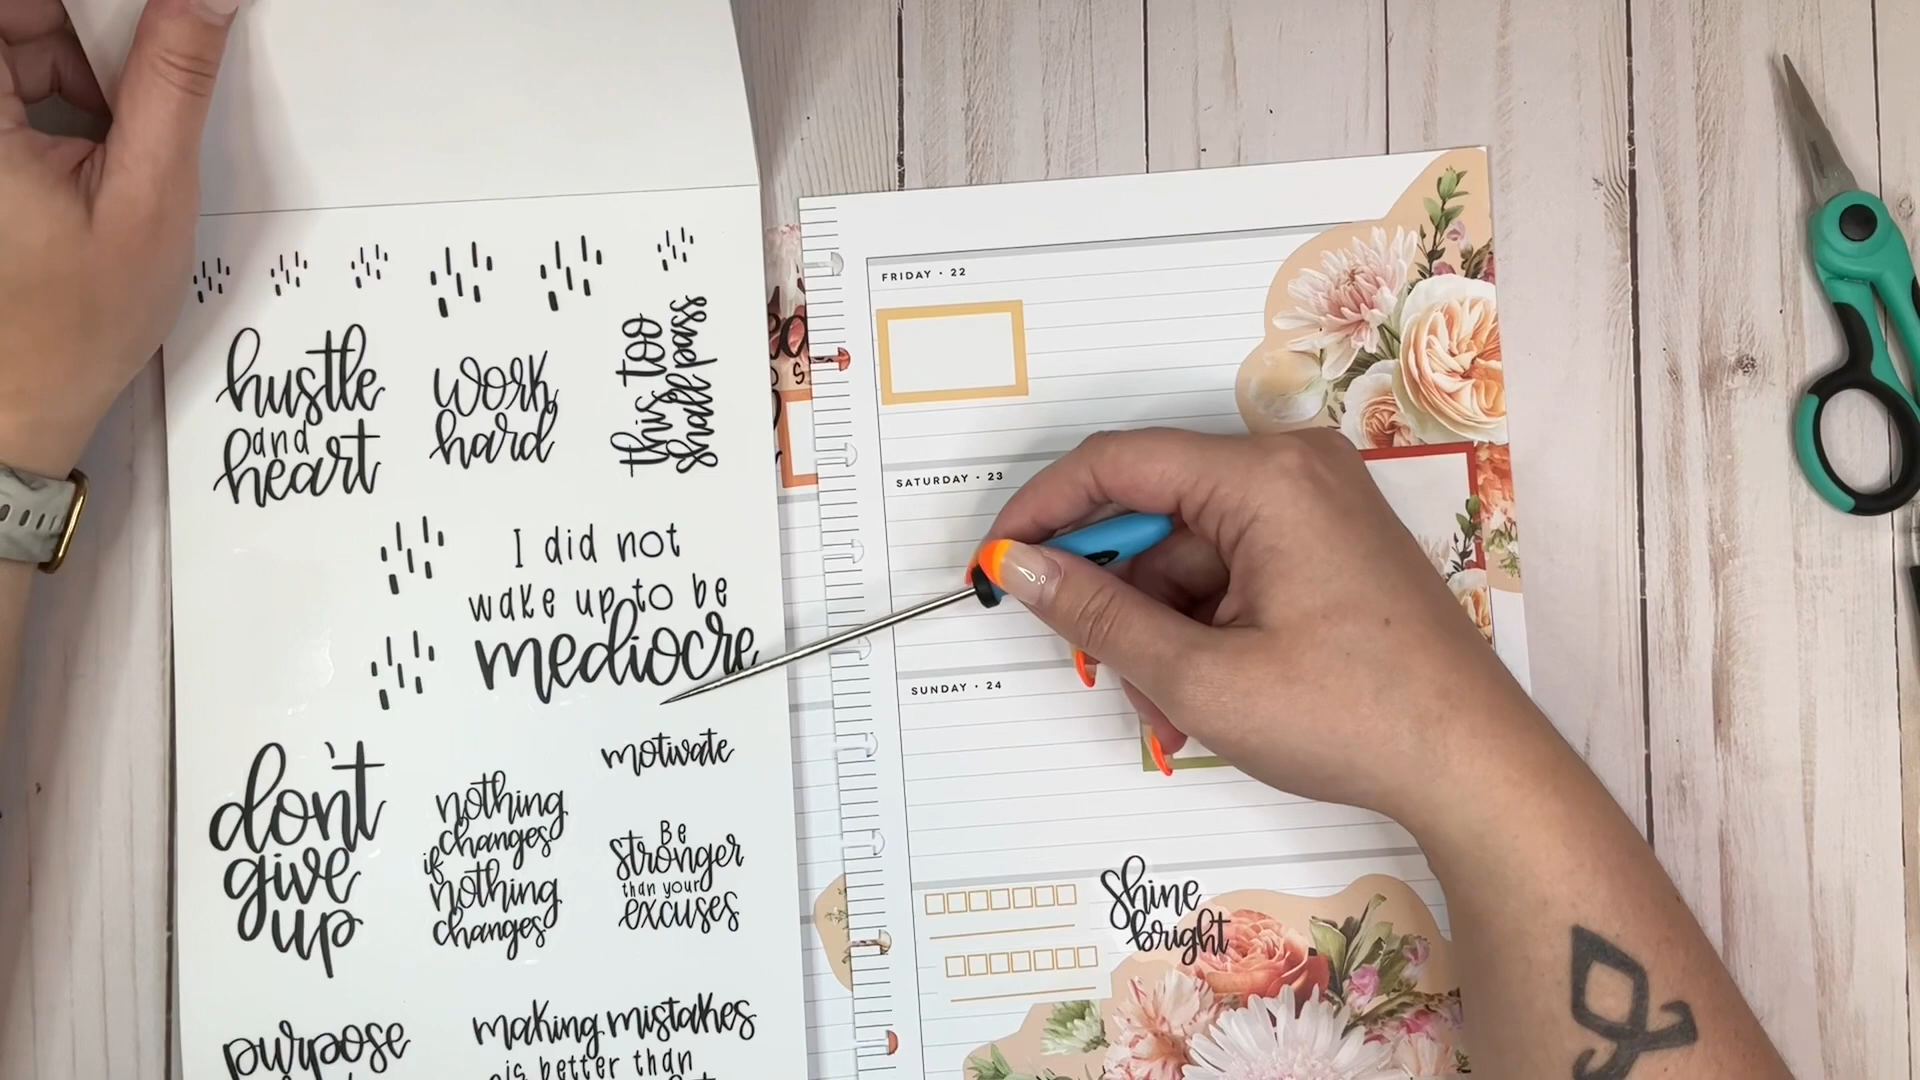 hustle
and
heart
work
hard
this too
shall pass
I did not
wake up to be
mediocre
don't
give
up
nothing
changes
if
nothing
changes
motivate
Be
stronger
than your
excuses
purpose
making mistakes
is better than
FRIDAY · 22
SATURDAY · 23
SUNDAY · 24
shine
bright